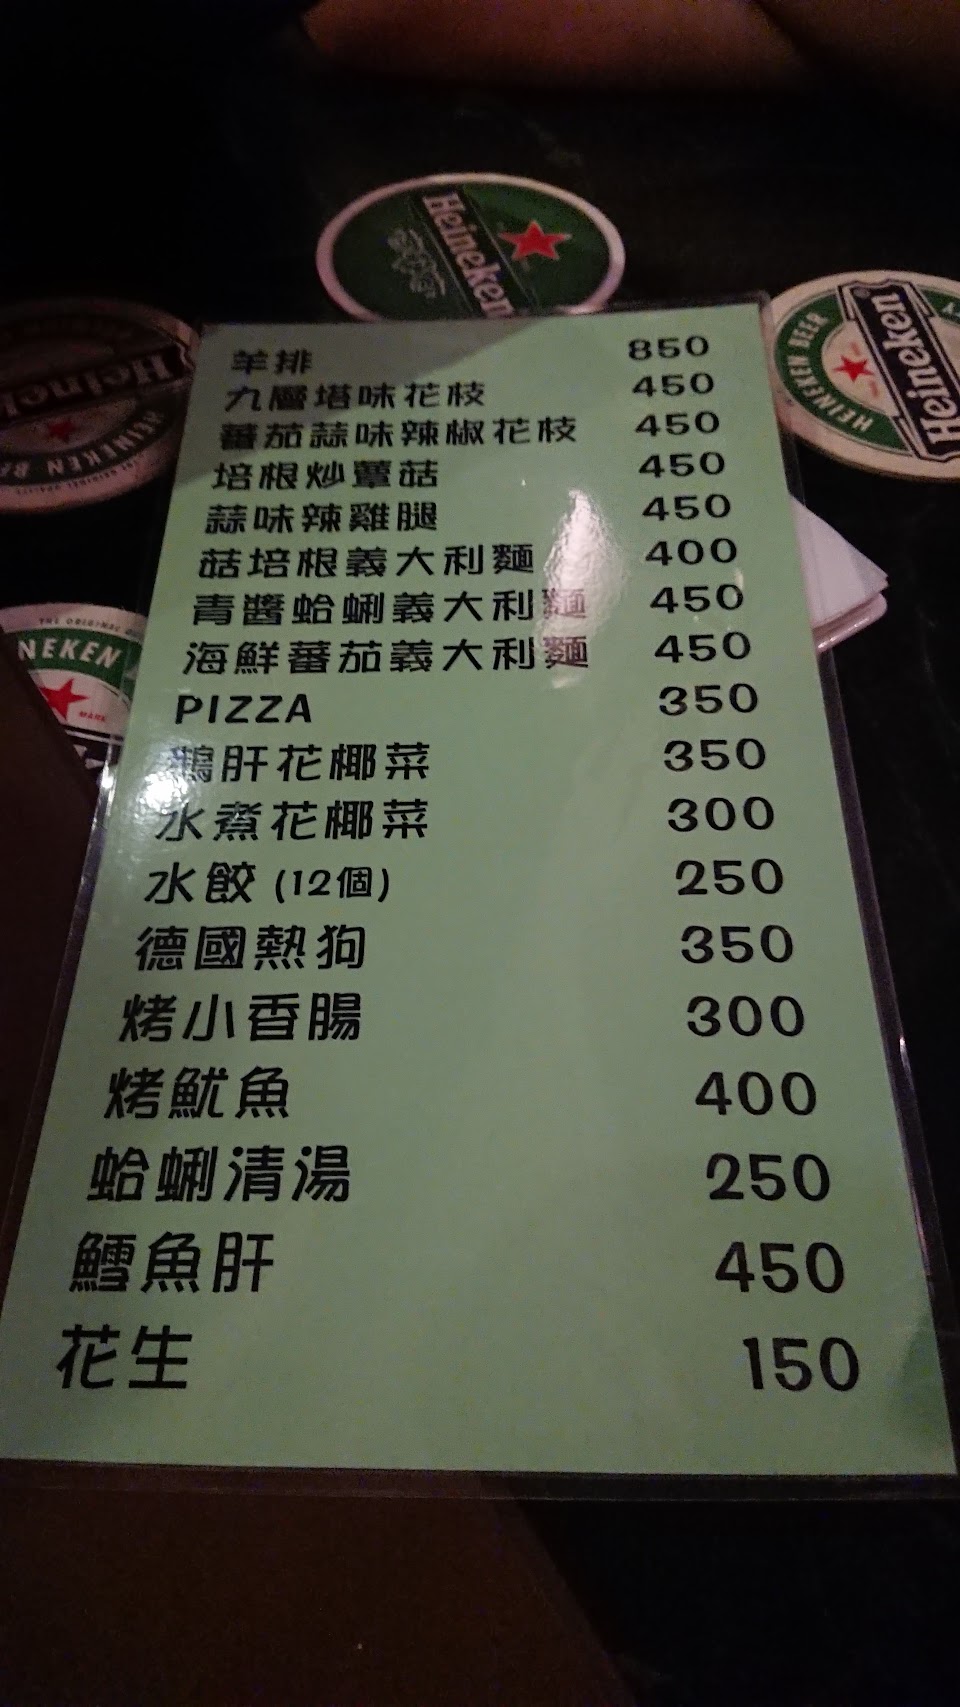 Heineken
Heineken
HEINEKEN BEER
Heineken
NEKEN
THE ORIGINAL
MARK
羊排 850
九層塔味花枝 450
蕃茄蒜味辣椒花枝 450
培根炒蕈菇 450
蒜味辣雞腿 450
菇培根義大利麵 400
青醬蛤蜊義大利麵 450
海鮮蕃茄義大利麵 450
PIZZA 350
鵝肝花椰菜 350
水煮花椰菜 300
水餃 (12個) 250
德國熱狗 350
烤小香腸 300
烤魷魚 400
蛤蜊清湯 250
鱈魚肝 450
花生 150